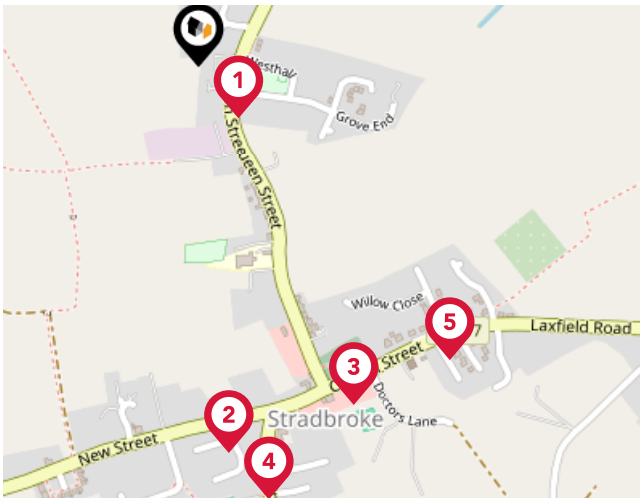 Westhall
1
Grove End
Queen Street
Willow Close
5
7
Laxfield Road
3
Street
Doctors Lane
2
Stradbroke
New Street
4